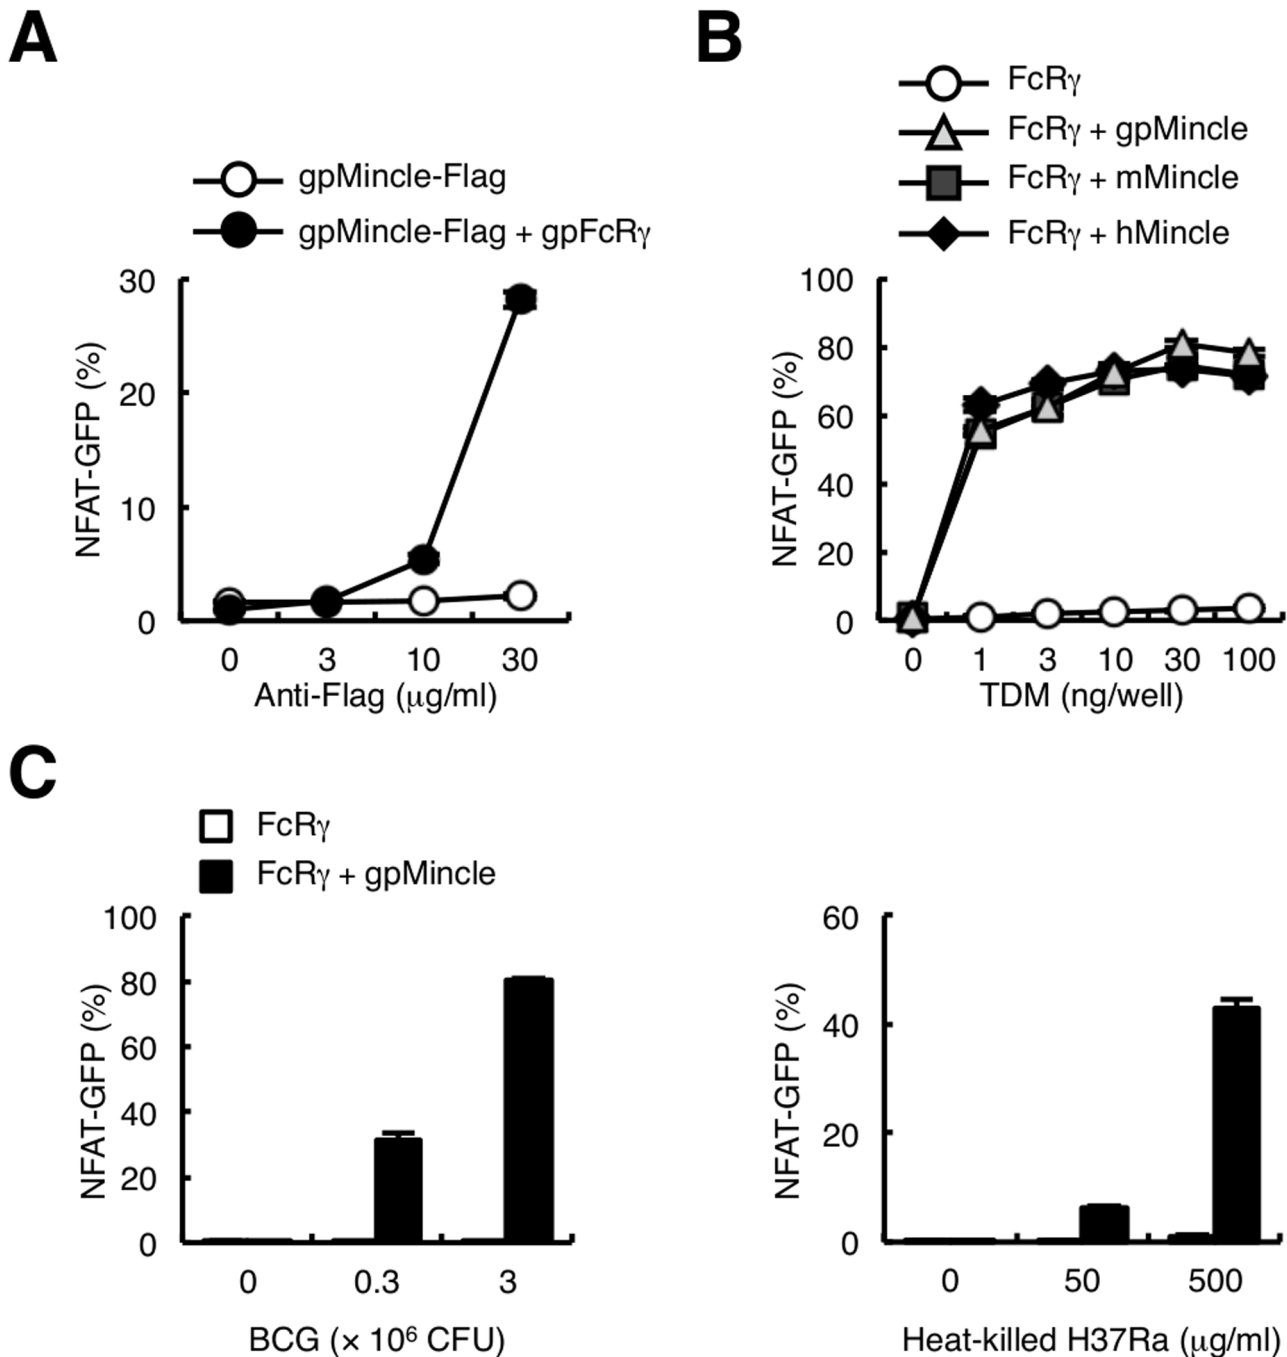 A
gpMincle-Flag
gpMincle-Flag + gpFcRγ
NFAT-GFP (%)
30
20
10
0
0 3 10 30
Anti-Flag (μg/ml)
B
FcRγ
FcRγ + gpMincle
FcRγ + mMincle
FcRγ + hMincle
NFAT-GFP (%)
100
80
60
40
20
0
0 1 3 10 30 100
TDM (ng/well)
C
FcRγ
FcRγ + gpMincle
NFAT-GFP (%)
100
80
60
40
20
0
0 0.3 3
BCG (× 10⁶ CFU)
NFAT-GFP (%)
60
40
20
0
0 50 500
Heat-killed H37Ra (μg/ml)